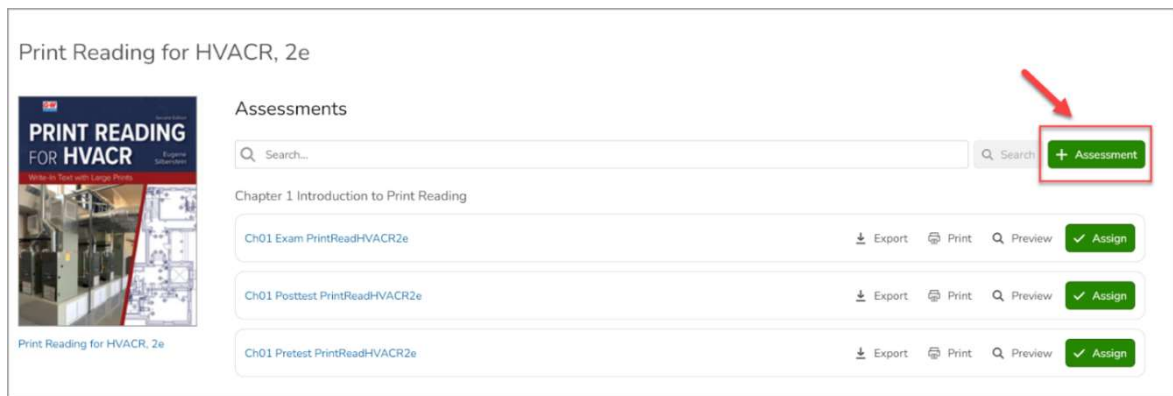 Print Reading for HVACR, 2e
G-W
Second Edition
PRINT READING
FOR HVACR
Eugene
Silberstein
Write-In Text with Large Prints
Print Reading for HVACR, 2e
Assessments
Search...
Search
+ Assessment
Chapter 1 Introduction to Print Reading
Ch01 Exam PrintReadHVACR2e Export Print Preview Assign
Ch01 Posttest PrintReadHVACR2e Export Print Preview Assign
Ch01 Pretest PrintReadHVACR2e Export Print Preview Assign